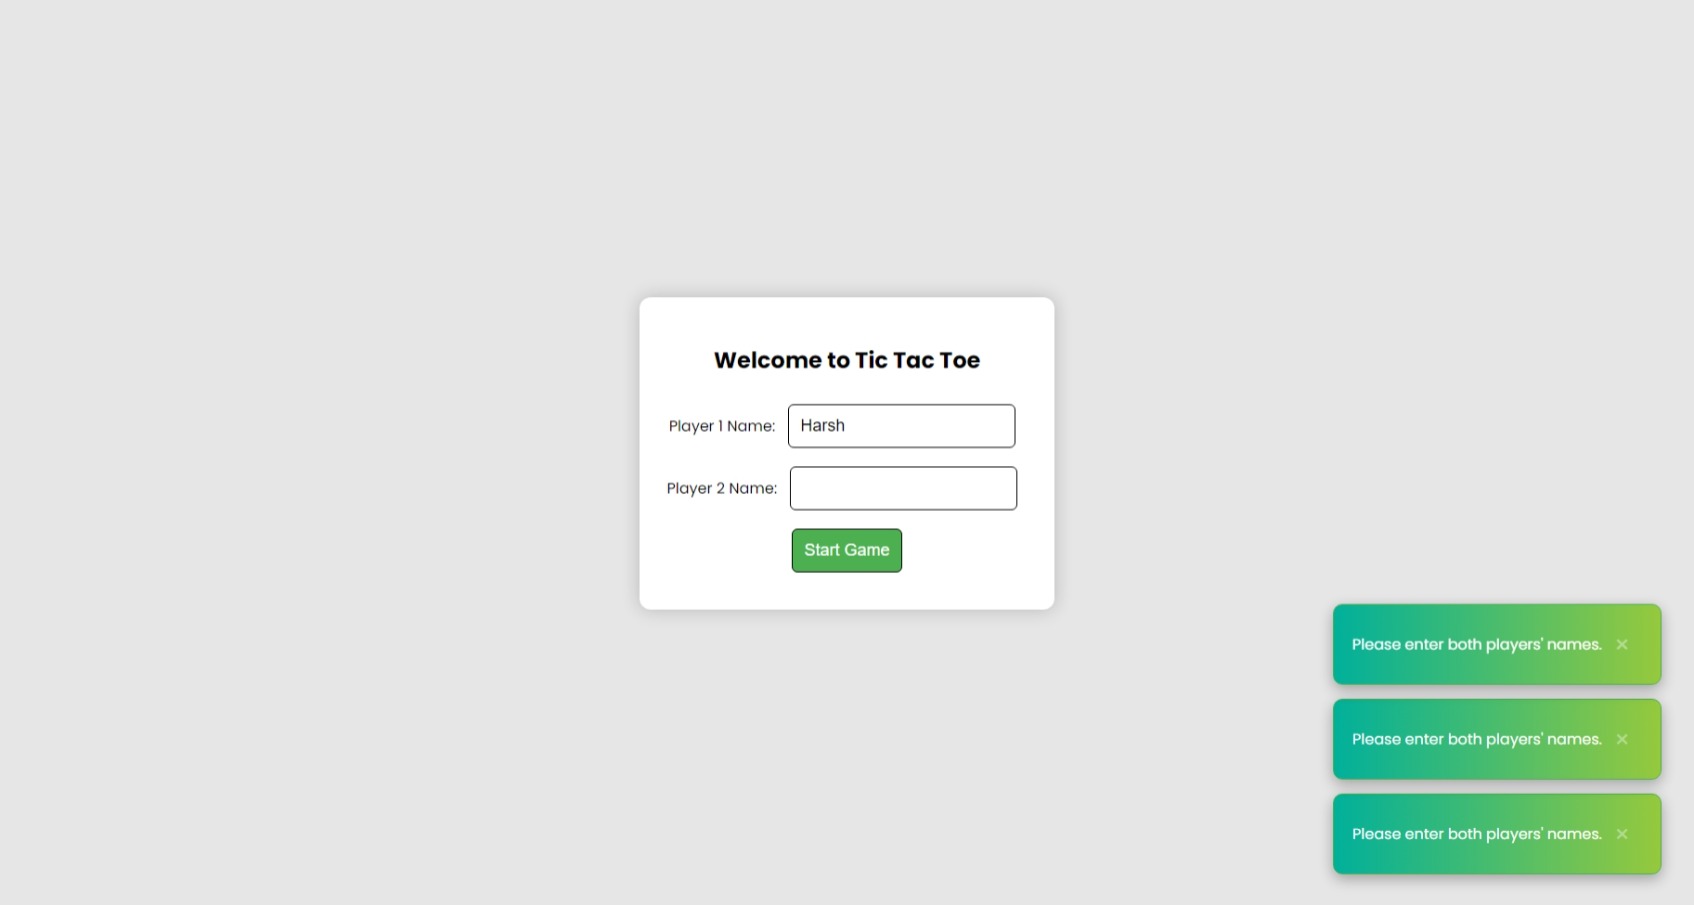 Welcome to Tic Tac Toe
Player 1 Name: Harsh
Player 2 Name:
Start Game
Please enter both players' names. ×
Please enter both players' names. ×
Please enter both players' names. ×